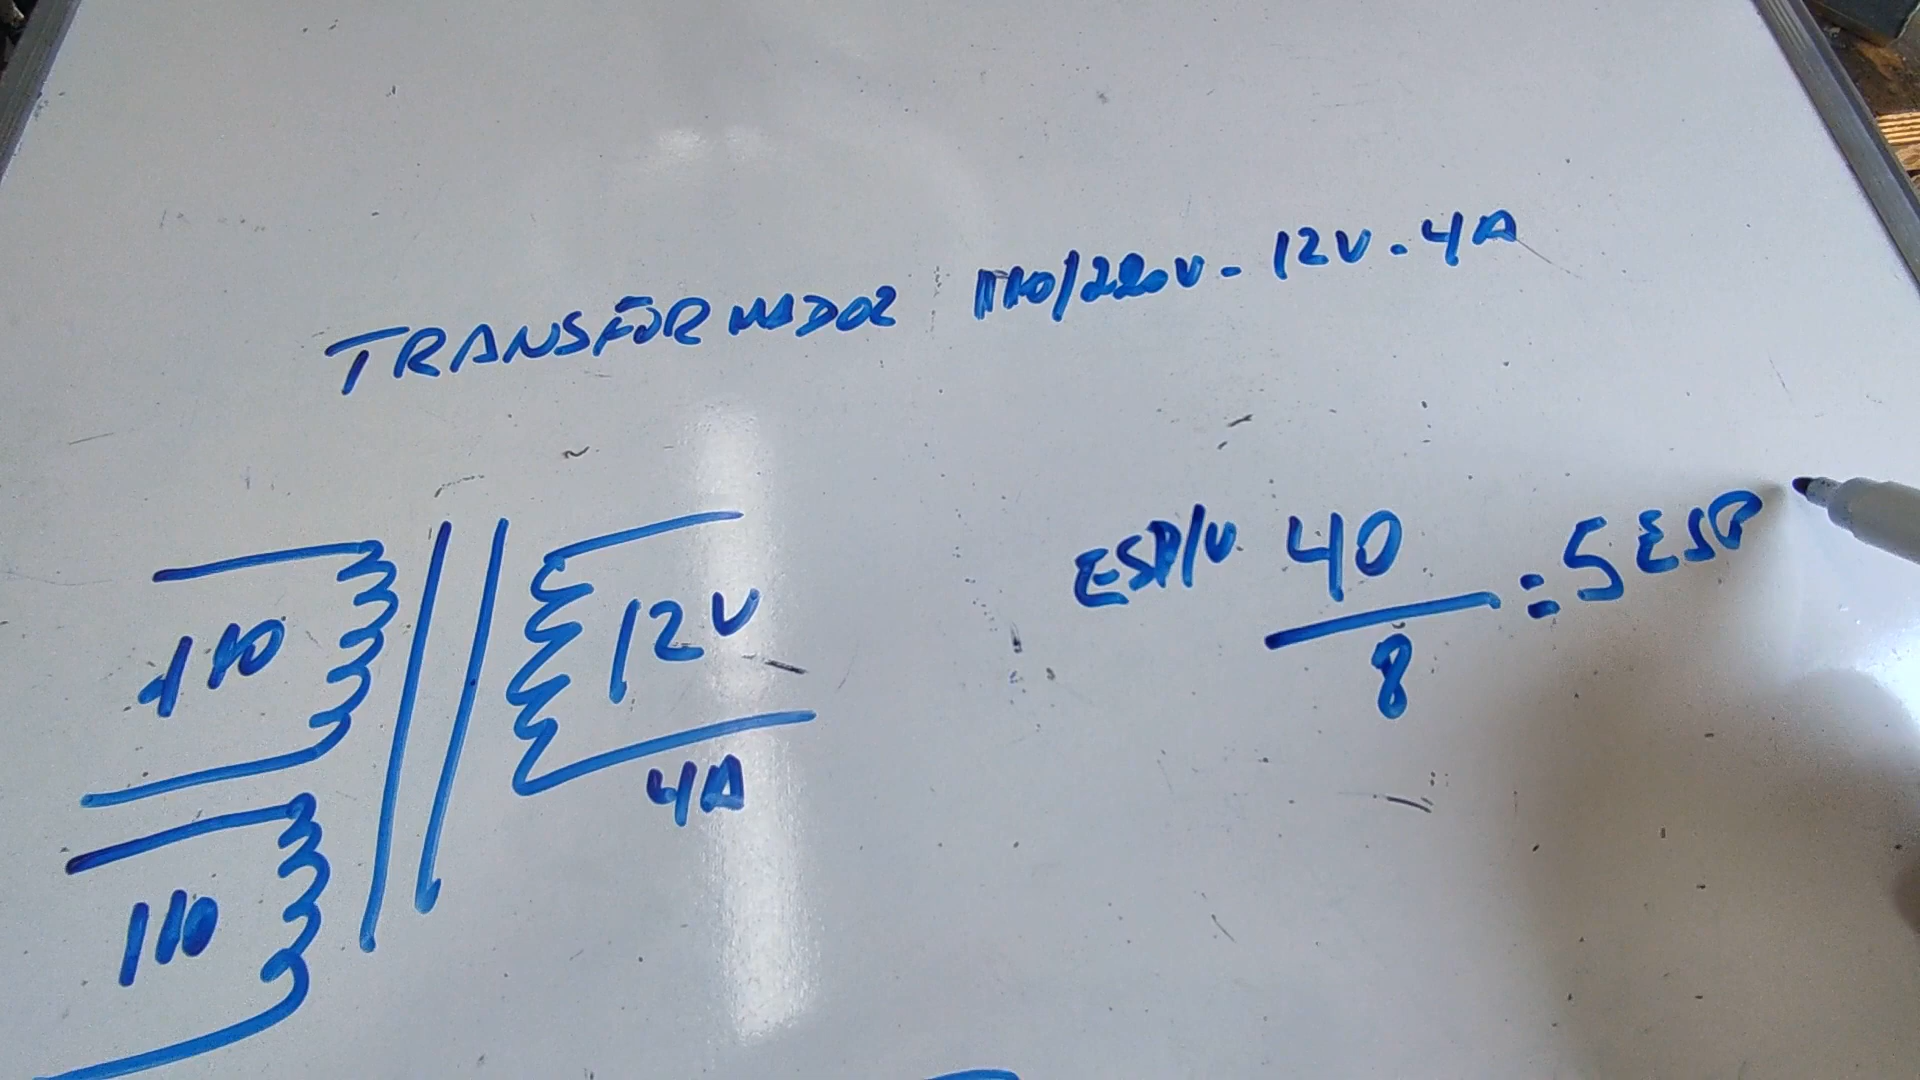 TRANSFORMADOR 110/220V - 12V - 4A
110
12V
4A
110
ESP/V 40
8
= 5 ESP